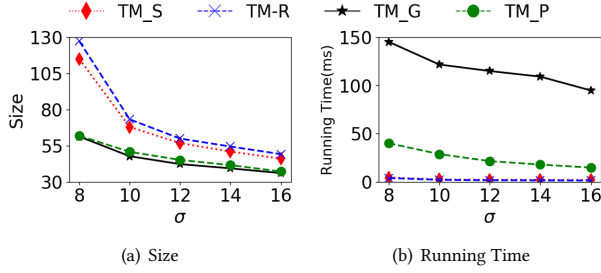 TM_S TM-R TM_G TM_P
130
105
80
55
30
Size
8 10 12 14 16
σ
(a) Size
150
100
50
0
Running Time(ms)
8 10 12 14 16
σ
(b) Running Time